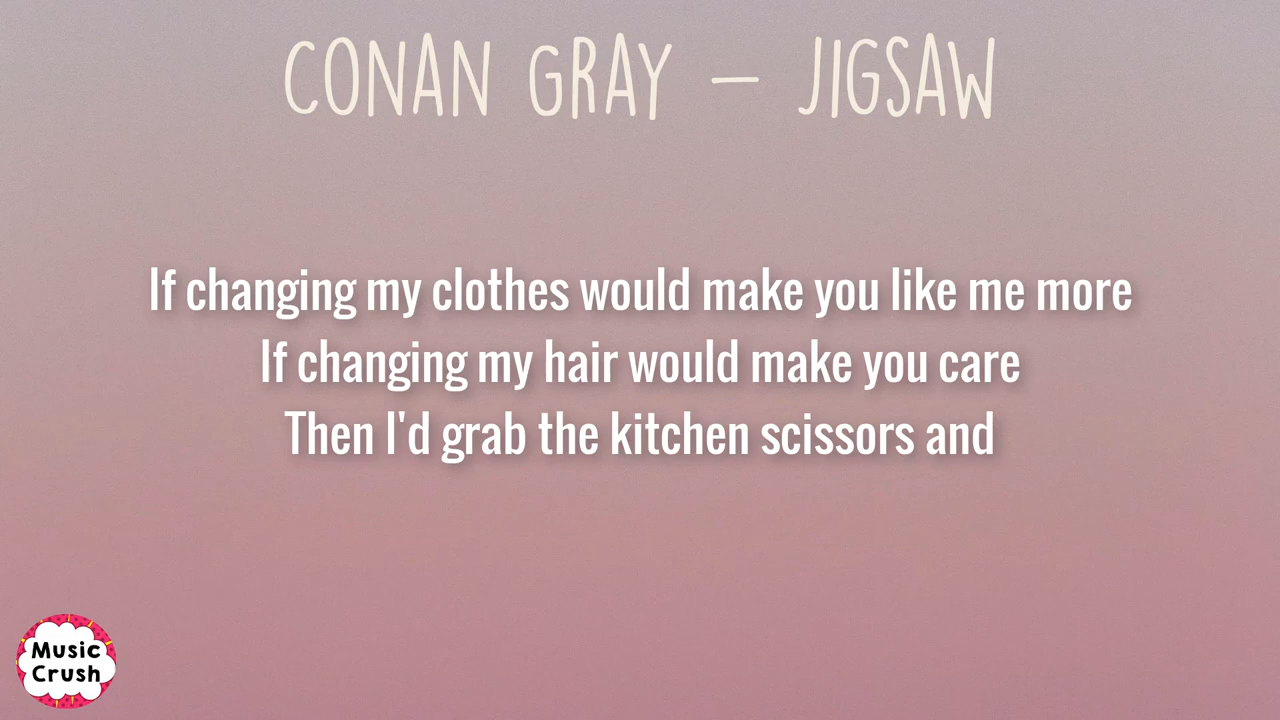 CONAN GRAY – JIGSAW
If changing my clothes would make you like me more
If changing my hair would make you care
Then I'd grab the kitchen scissors and
Music
Crush